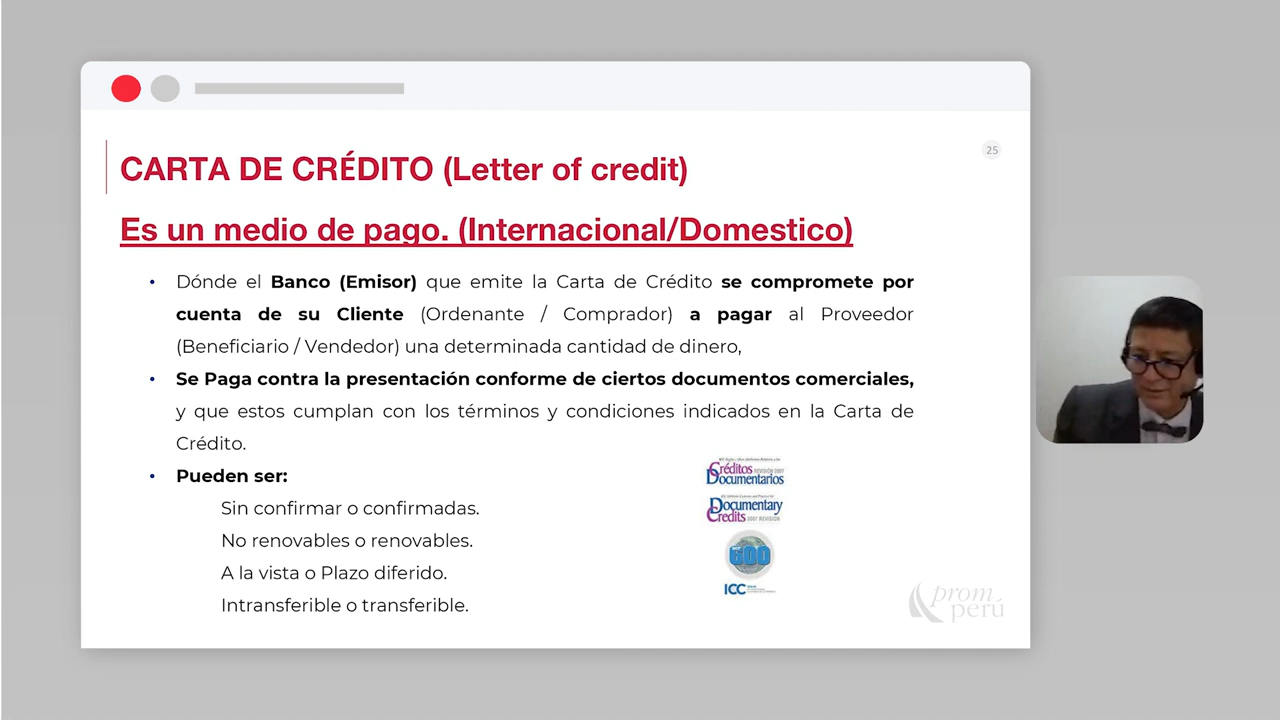 25
CARTA DE CRÉDITO (Letter of credit)
Es un medio de pago. (Internacional/Domestico)
• Dónde el Banco (Emisor) que emite la Carta de Crédito se compromete por
cuenta de su Cliente (Ordenante / Comprador) a pagar al Proveedor
(Beneficiario / Vendedor) una determinada cantidad de dinero,
• Se Paga contra la presentación conforme de ciertos documentos comerciales,
y que estos cumplan con los términos y condiciones indicados en la Carta de
Crédito.
• Pueden ser:
Sin confirmar o confirmadas.
No renovables o renovables.
A la vista o Plazo diferido.
Intransferible o transferible.
Créditos REVISIÓN 2007
Documentarios
Documentary
Credits 2007 REVISION
600
ICC
prom
perú